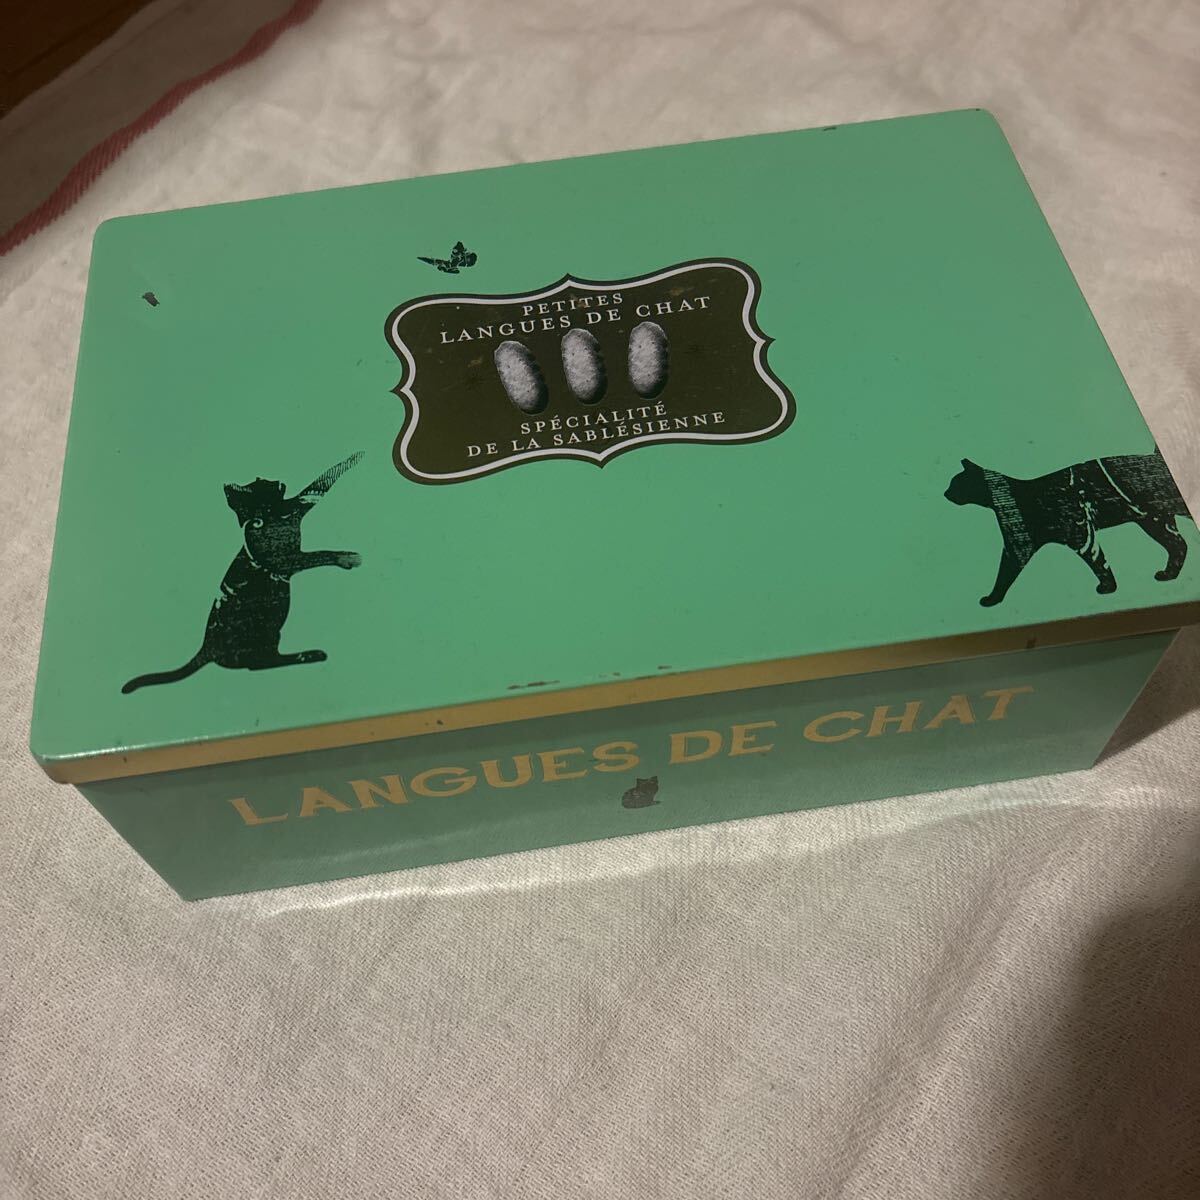 PETITES
LANGUES DE CHAT
SPÉCIALITÉ
DE LA SABLÉSIENNE
LANGUES DE CHAT